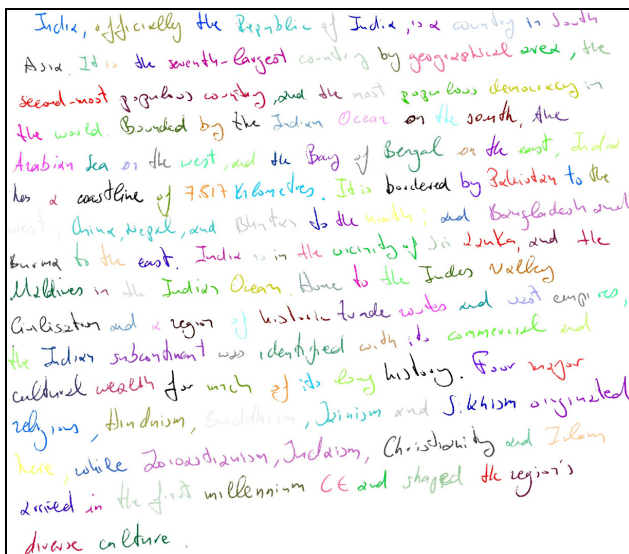 India, officially the Republic of India, is a country in South
Asia. It is the seventh-largest country by geographical area, the
second-most populous country, and the most populous democracy in
the world. Bounded by the Indian Ocean on the south, the
Arabian Sea on the west, and the Bay of Bengal on the east, India
has a coastline of 7.517 kilometres. It is bordered by Pakistan to the
west; China, Nepal, and Bhutan to the north; and Bangladesh and
Burma to the east. India is in the vicinity of Sri Lanka, and the
Maldives in the Indian Ocean. Home to the Indus Valley
Civilisation and a region of historic trade routes and vast empires,
the Indian subcontinent was identified with its commercial and
cultural wealth for much of its long history. Four major
religions, Hinduism, Buddhism, Jainism and Sikhism originated
here, while Zoroastrianism, Judaism, Christianity and Islam
arrived in the first millennium CE and shaped the region's
diverse culture.